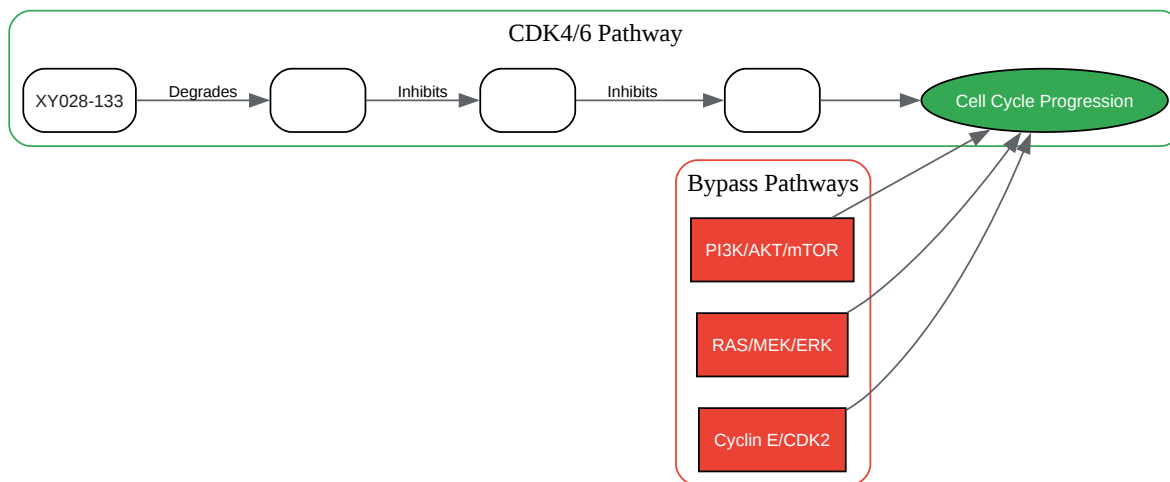 CDK4/6 Pathway
XY028-133
Degrades
Inhibits
Inhibits
Cell Cycle Progression
Bypass Pathways
PI3K/AKT/mTOR
RAS/MEK/ERK
Cyclin E/CDK2